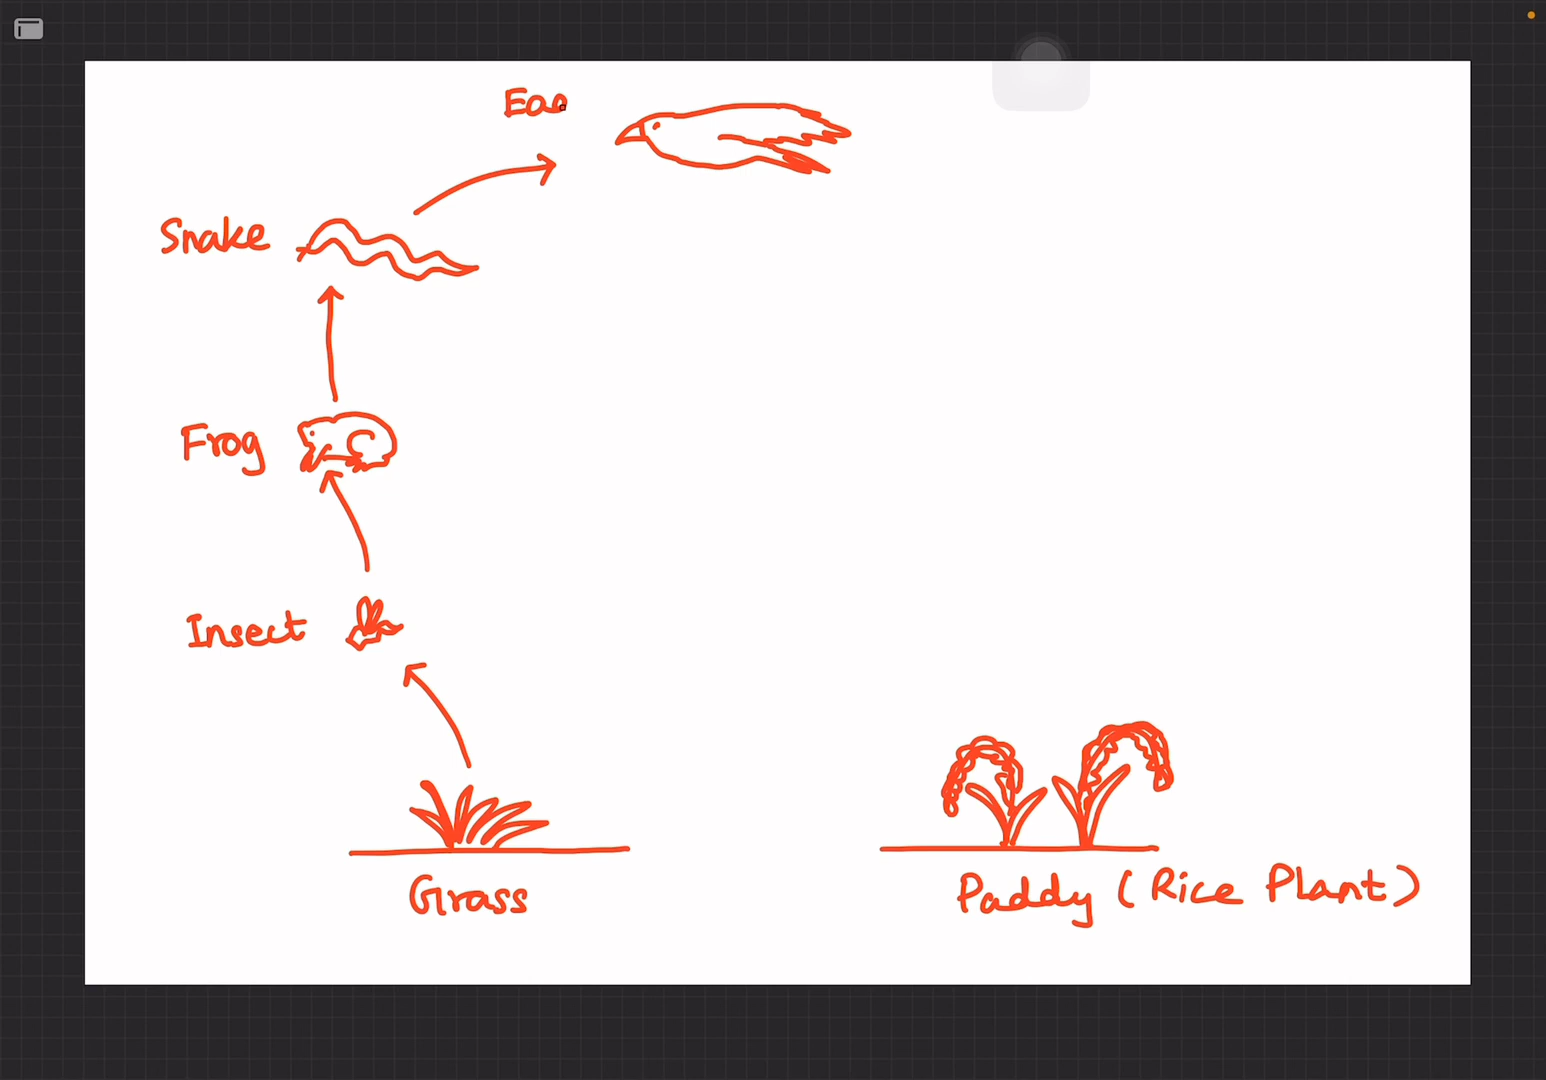 Eag
Snake
Frog
Insect
Grass
Paddy (Rice Plant)